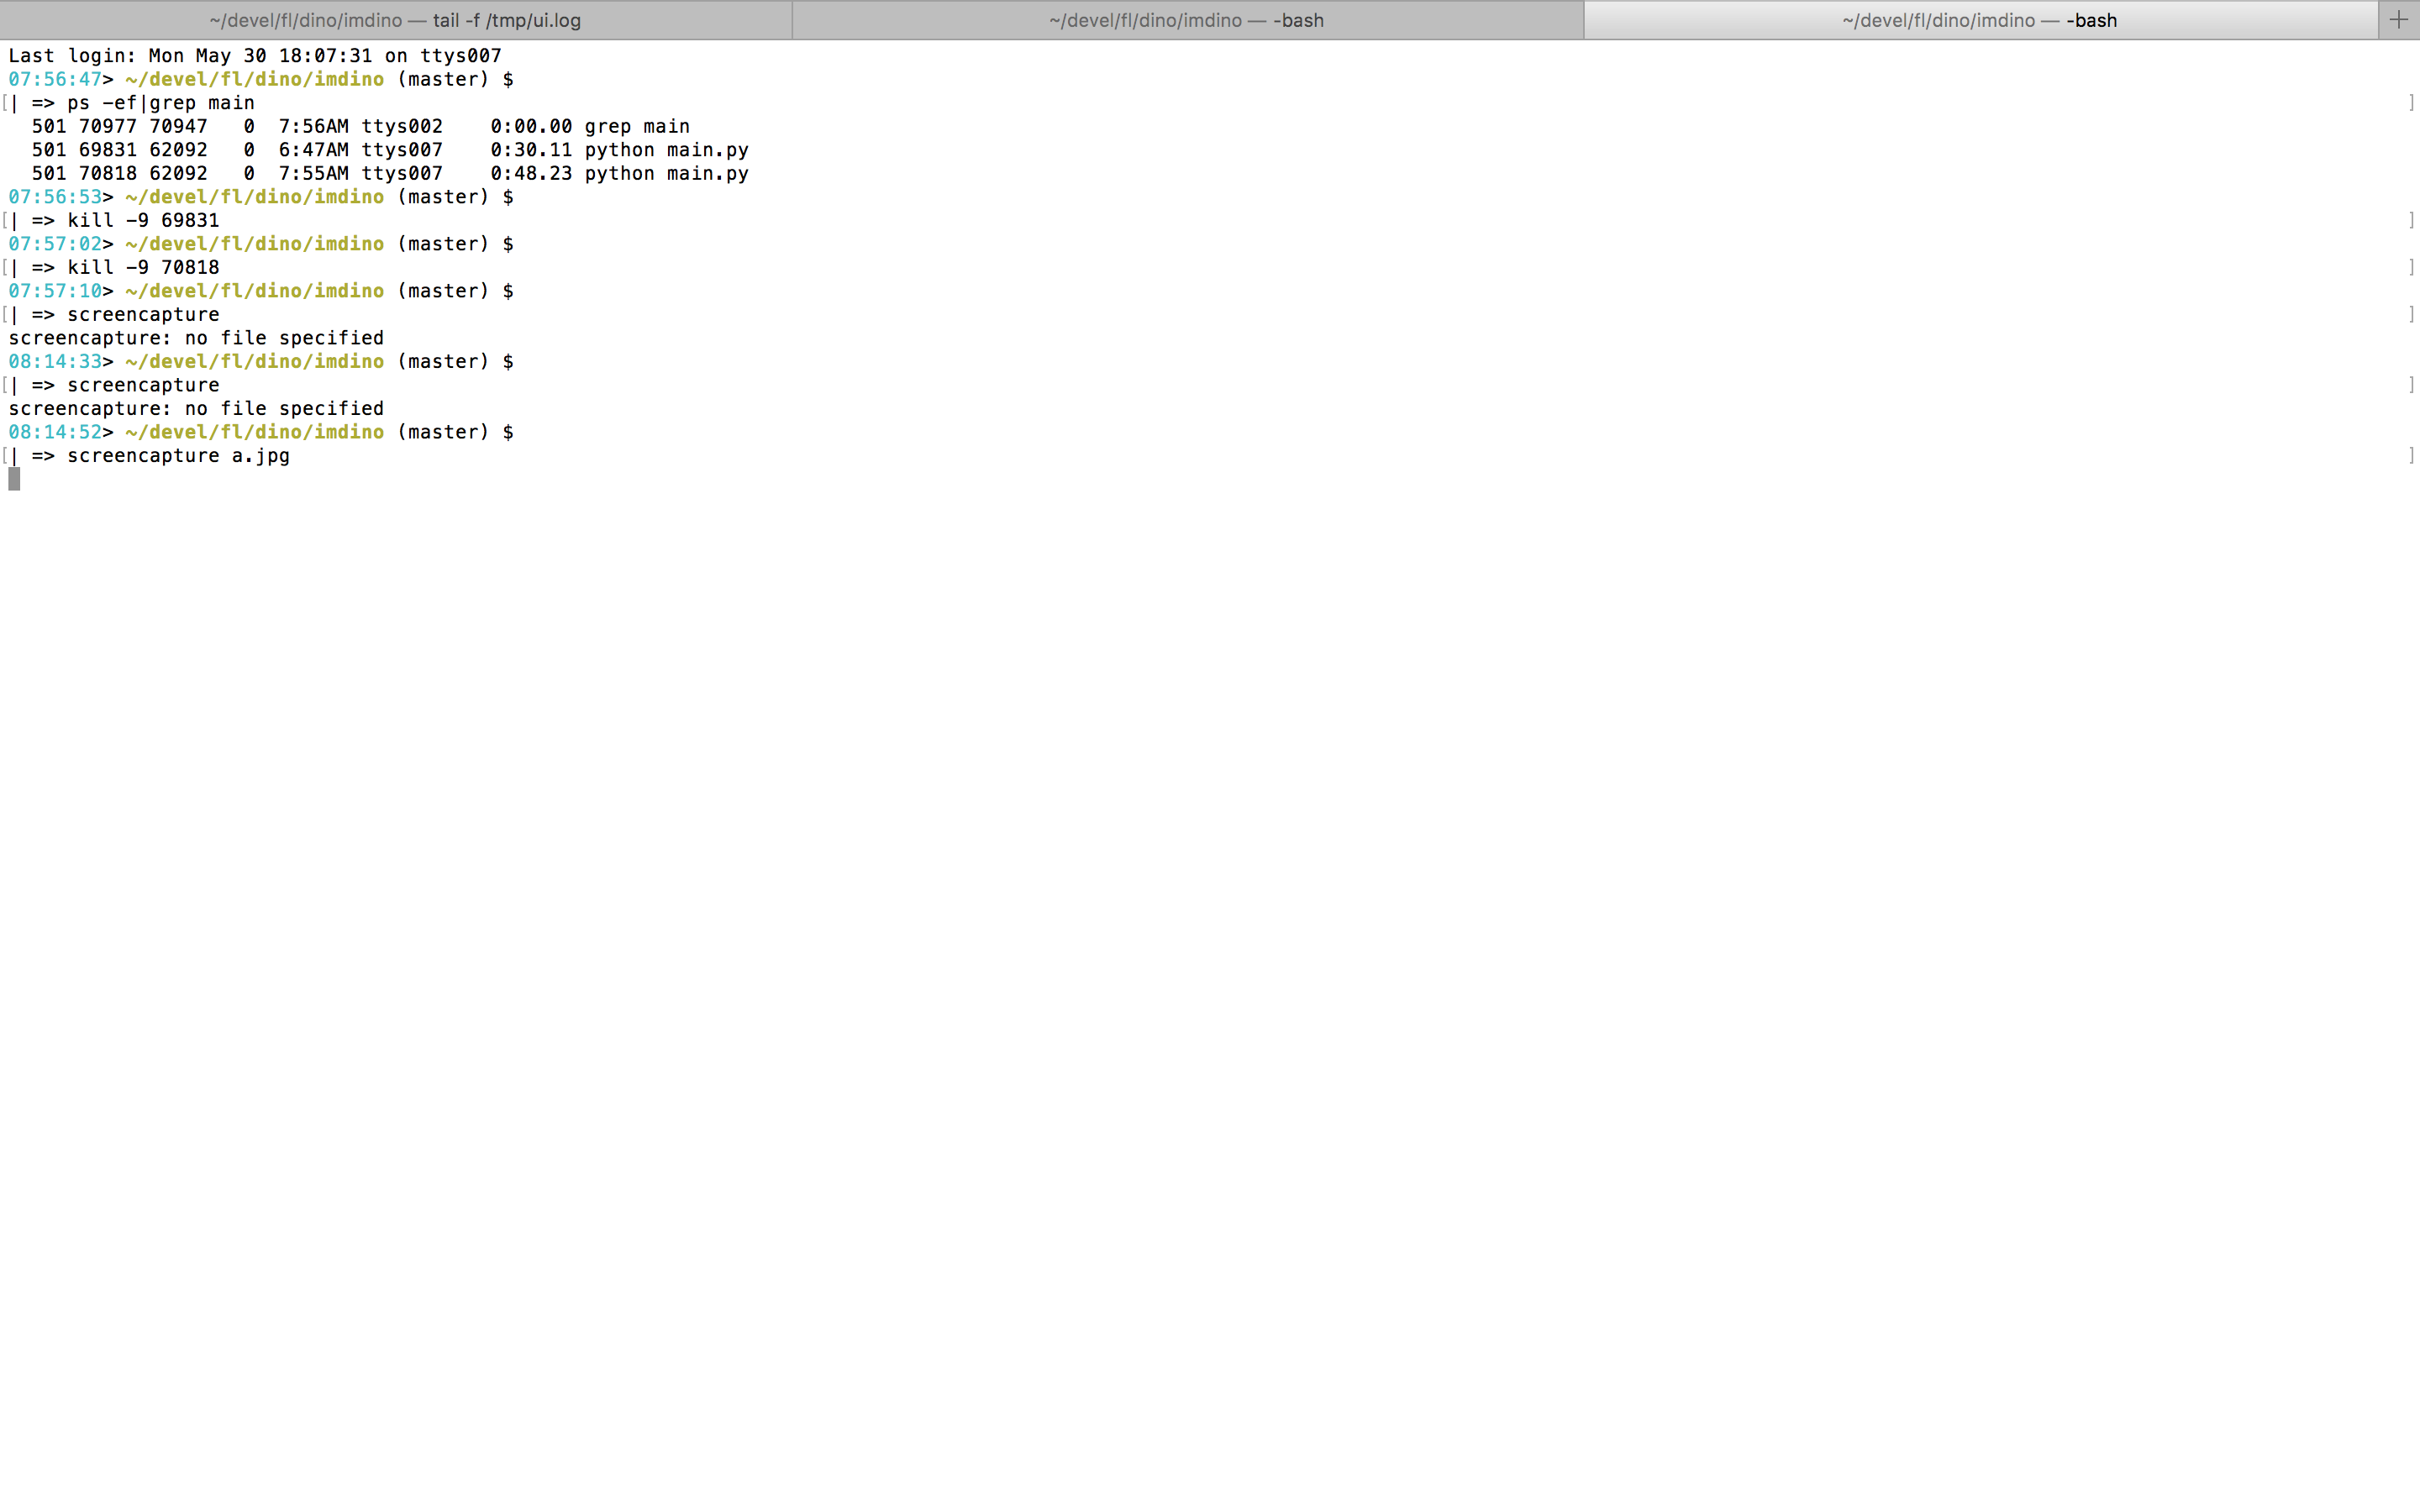 ~/devel/fl/dino/imdino — tail -f /tmp/ui.log ~/devel/fl/dino/imdino — -bash ~/devel/fl/dino/imdino — -bash +
Last login: Mon May 30 18:07:31 on ttys007
07:56:47> ~/devel/fl/dino/imdino (master) $
[| => ps -ef|grep main ]
501 70977 70947 0 7:56AM ttys002 0:00.00 grep main
501 69831 62092 0 6:47AM ttys007 0:30.11 python main.py
501 70818 62092 0 7:55AM ttys007 0:48.23 python main.py
07:56:53> ~/devel/fl/dino/imdino (master) $
[| => kill -9 69831 ]
07:57:02> ~/devel/fl/dino/imdino (master) $
[| => kill -9 70818 ]
07:57:10> ~/devel/fl/dino/imdino (master) $
[| => screencapture ]
screencapture: no file specified
08:14:33> ~/devel/fl/dino/imdino (master) $
[| => screencapture ]
screencapture: no file specified
08:14:52> ~/devel/fl/dino/imdino (master) $
[| => screencapture a.jpg ]